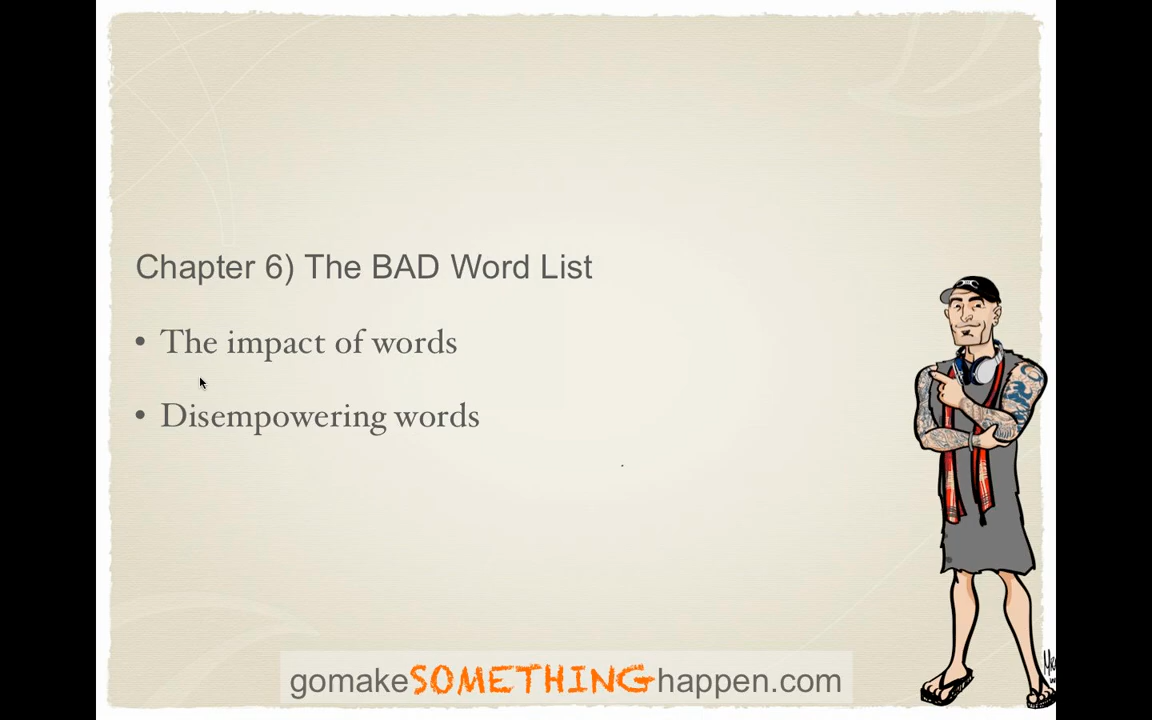 Chapter 6) The BAD Word List
• The impact of words
• Disempowering words
gomakeSOMETHINGhappen.com